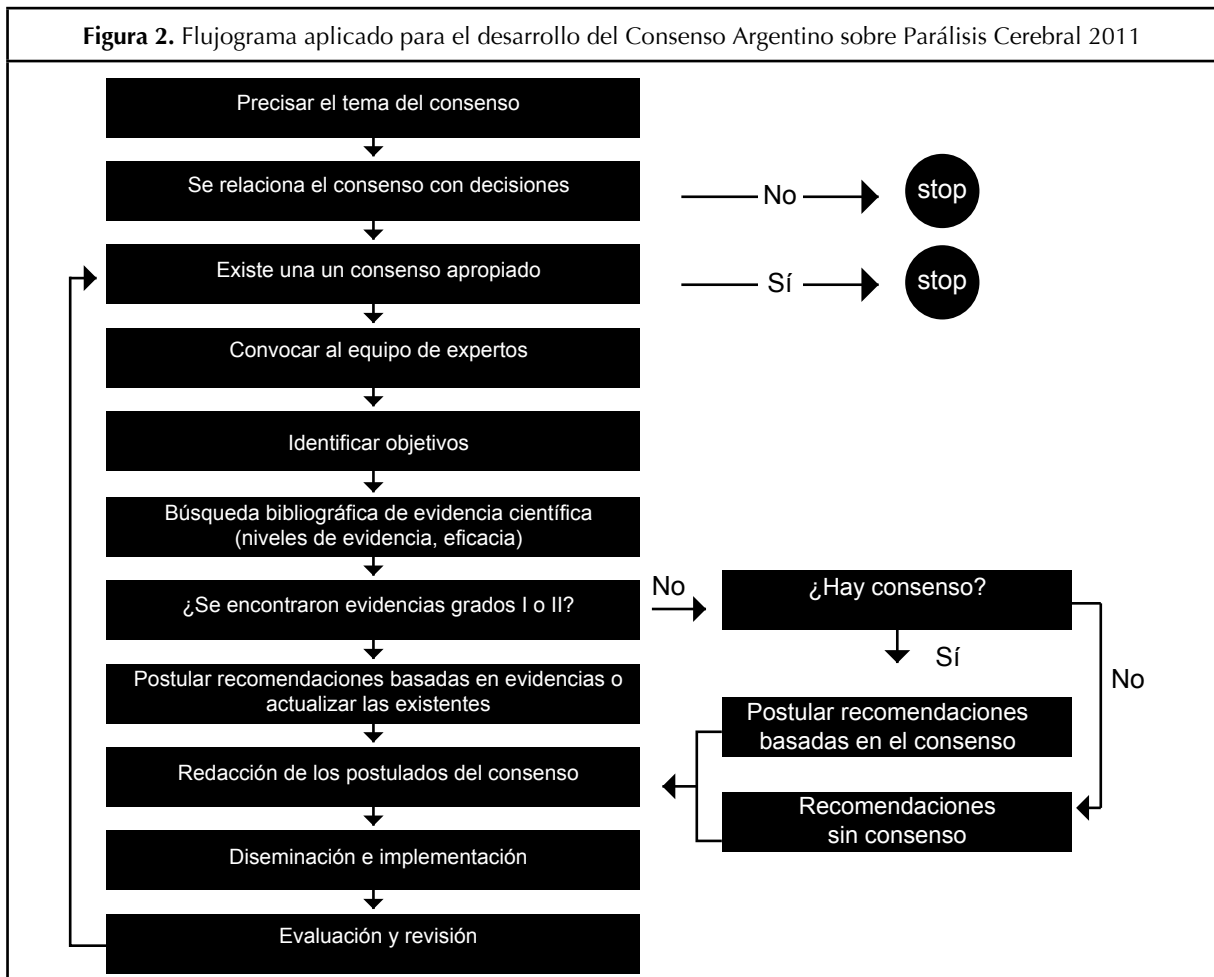 Figura 2. Flujograma aplicado para el desarrollo del Consenso Argentino sobre Parálisis Cerebral 2011
Precisar el tema del consenso
Se relaciona el consenso con decisiones
No
stop
Existe una un consenso apropiado
Sí
stop
Convocar al equipo de expertos
Identificar objetivos
Búsqueda bibliográfica de evidencia científica
(niveles de evidencia, eficacia)
¿Se encontraron evidencias grados I o II?
No
¿Hay consenso?
Sí
No
Postular recomendaciones basadas en evidencias o
actualizar las existentes
Postular recomendaciones
basadas en el consenso
Redacción de los postulados del consenso
Recomendaciones
sin consenso
Diseminación e implementación
Evaluación y revisión